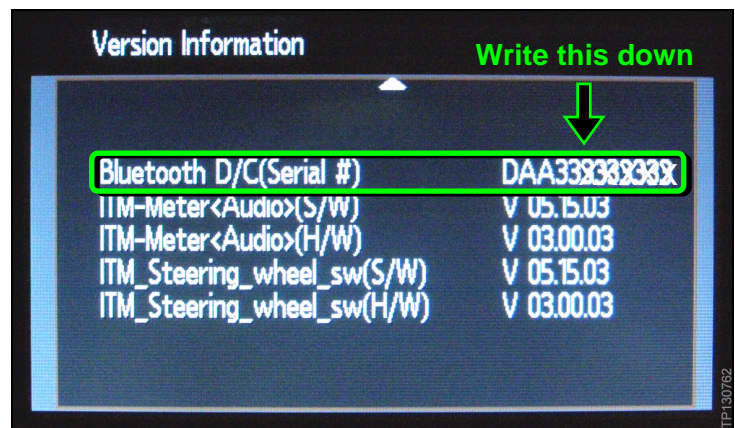 Version Information
Write this down
Bluetooth D/C(Serial #) DAA33
ITM-Meter<Audio>(S/W) V 05.15.03
ITM-Meter<Audio>(H/W) V 03.00.03
ITM_Steering_wheel_sw(S/W) V 05.15.03
ITM_Steering_wheel_sw(H/W) V 03.00.03
TP130762